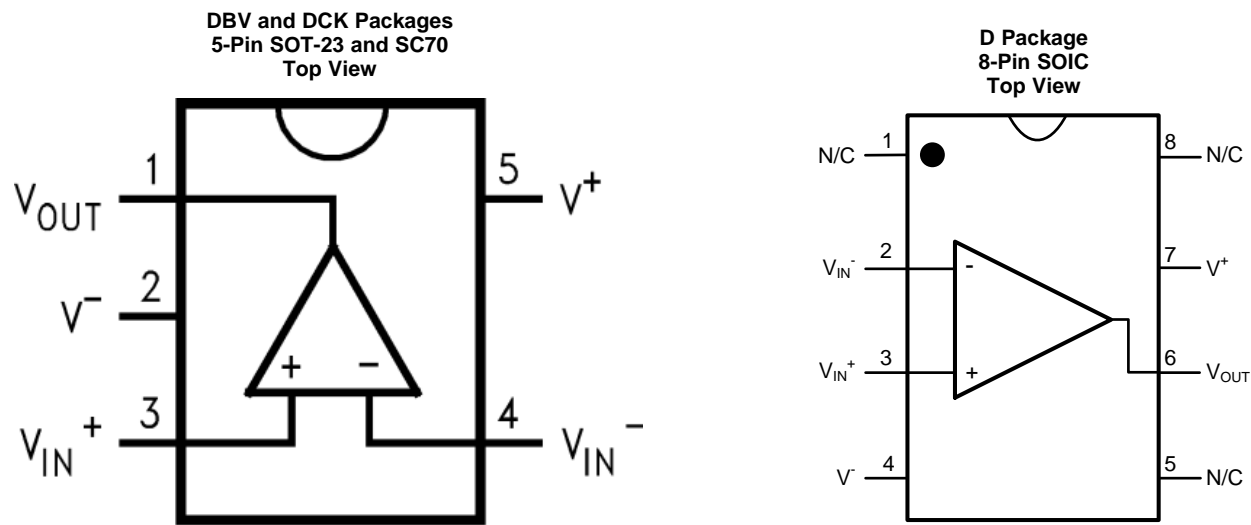 DBV and DCK Packages
5-Pin SOT-23 and SC70
Top View
1
5
VOUT
V+
2
V−
+
−
3
4
VIN+
VIN−
D Package
8-Pin SOIC
Top View
1
8
N/C
N/C
2
7
VIN-
V+
-
3
6
VIN+
VOUT
+
4
5
V-
N/C